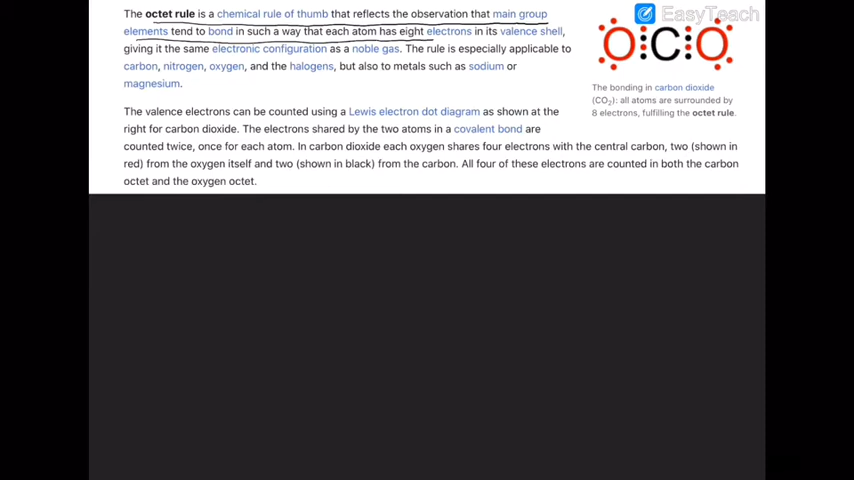 The octet rule is a chemical rule of thumb that reflects the observation that main group
elements tend to bond in such a way that each atom has eight electrons in its valence shell,
giving it the same electronic configuration as a noble gas. The rule is especially applicable to
carbon, nitrogen, oxygen, and the halogens, but also to metals such as sodium or
magnesium.
The valence electrons can be counted using a Lewis electron dot diagram as shown at the
right for carbon dioxide. The electrons shared by the two atoms in a covalent bond are
counted twice, once for each atom. In carbon dioxide each oxygen shares four electrons with the central carbon, two (shown in
red) from the oxygen itself and two (shown in black) from the carbon. All four of these electrons are counted in both the carbon
octet and the oxygen octet.
EasyTeach
O C O
The bonding in carbon dioxide
(CO₂): all atoms are surrounded by
8 electrons, fulfilling the octet rule.